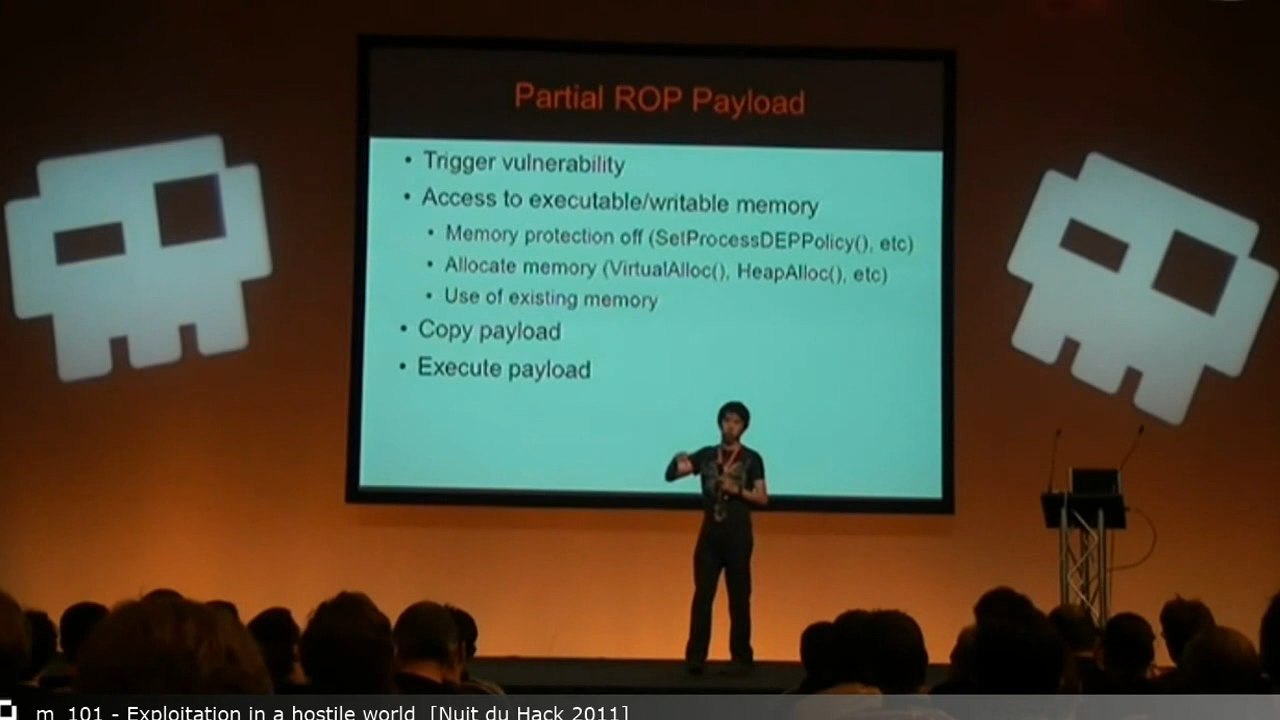 Partial ROP Payload
• Trigger vulnerability
• Access to executable/writable memory
• Memory protection off (SetProcessDEPPolicy(), etc)
• Allocate memory (VirtualAlloc(), HeapAlloc(), etc)
• Use of existing memory
• Copy payload
• Execute payload
m_101 - Exploitation in a hostile world [Nuit du Hack 2011]